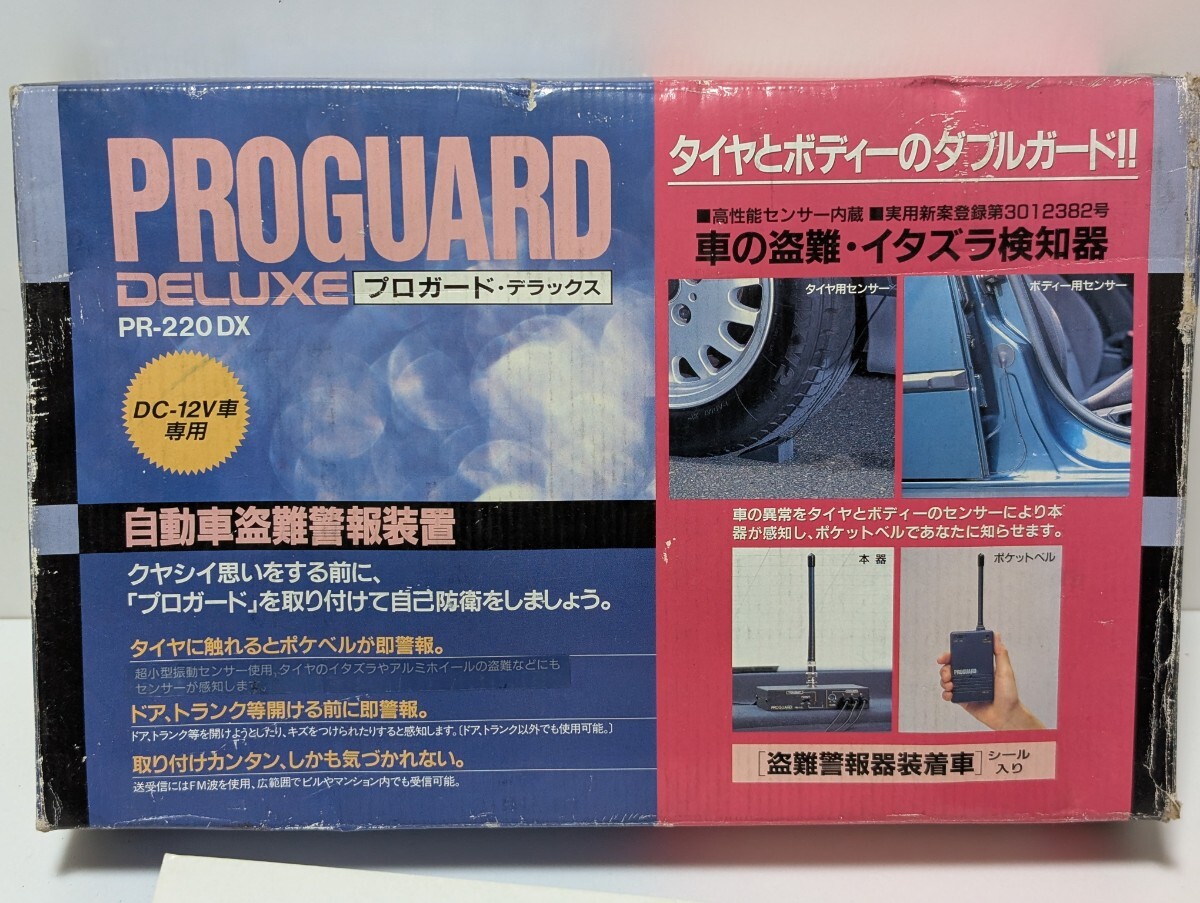 PROGUARD
DELUXE
プロガード・デラックス
PR-220 DX
DC-12V車
専用
自動車盗難警報装置
クヤシイ思いをする前に、
「プロガード」を取り付けて自己防衛をしましょう。
タイヤに触れるとポケベルが即警報。
超小型振動センサー使用、タイヤのイタズラやアルミホイールの盗難などにも
センサーが感知します。
ドア、トランク等開ける前に即警報。
ドア、トランク等を開けようとしたり、キズをつけられたりすると感知します。〔ドア、トランク以外でも使用可能。〕
取り付けカンタン、しかも気づかれない。
送受信にはFM波を使用、広範囲でビルやマンション内でも受信可能。
タイヤとボディーのダブルガード!!
■高性能センサー内蔵 ■実用新案登録第3012382号
車の盗難・イタズラ検知器
タイヤ用センサー
ボディー用センサー
車の異常をタイヤとボディーのセンサーにより本
器が感知し、ポケットベルであなたに知らせます。
本器
PROGUARD
ポケットベル
PROGUARD
[盗難警報器装着車]シール
入り